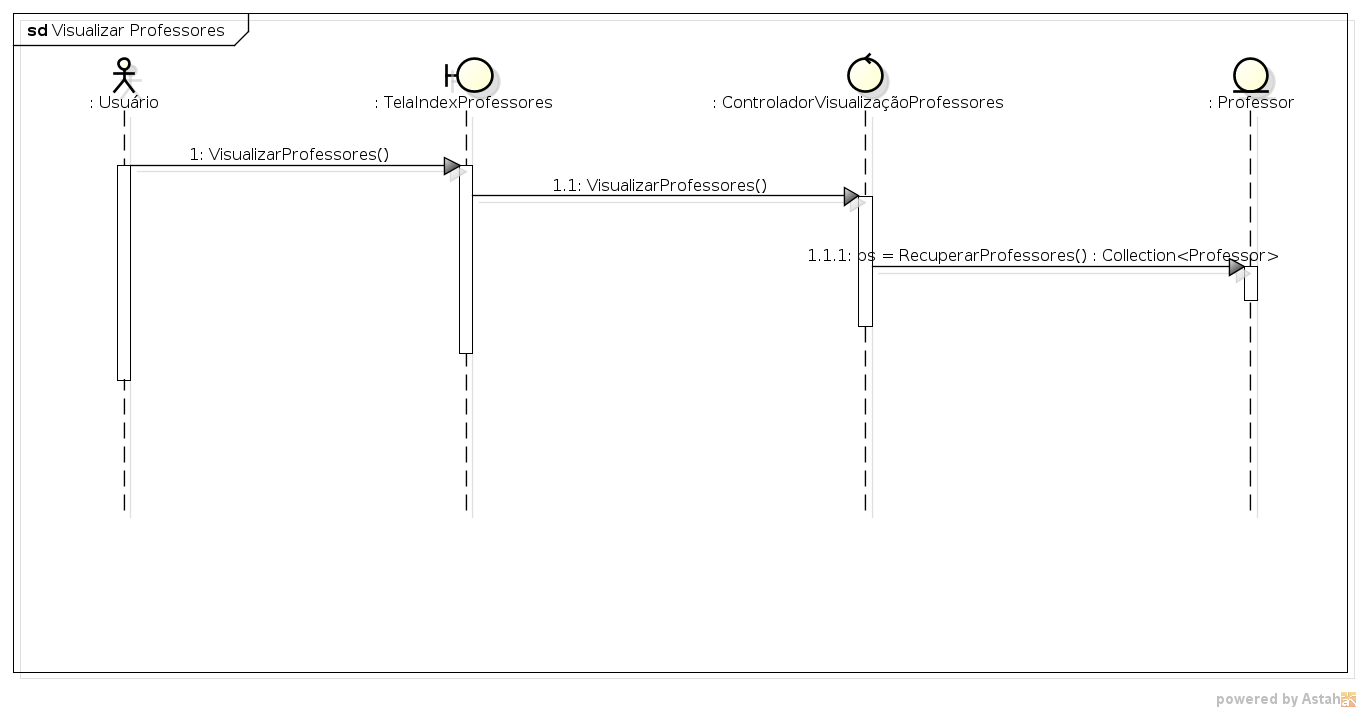 sd Visualizar Professores
: Usuário
: TelaIndexProfessores
: ControladorVisualizaçãoProfessores
: Professor
1: VisualizarProfessores()
1.1: VisualizarProfessores()
1.1.1: ps = RecuperarProfessores() : Collection<Professor>
powered by Astah